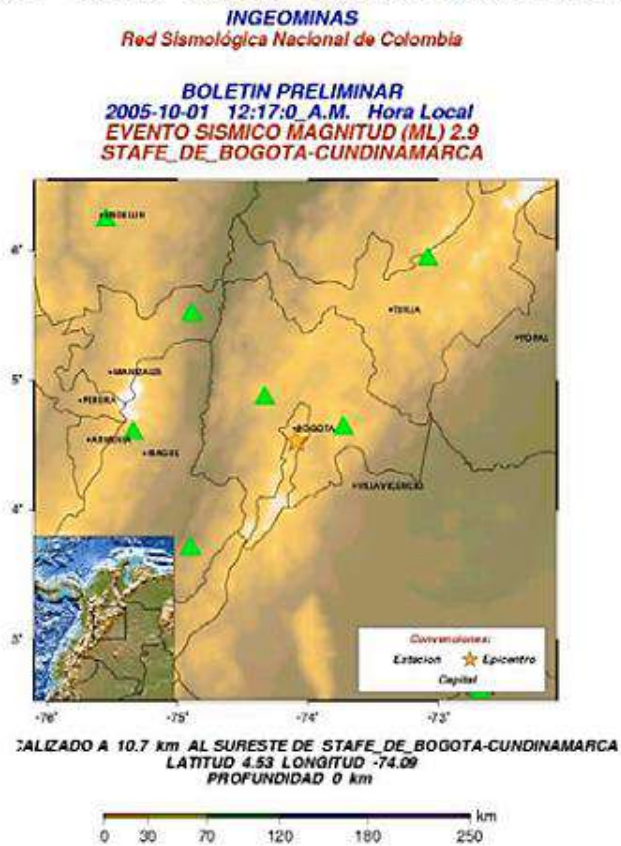 INGEOMINAS
Red Sismológica Nacional de Colombia
BOLETIN PRELIMINAR
2005-10-01 12:17:0_A.M. Hora Local
EVENTO SISMICO MAGNITUD (ML) 2.9
STAFE_DE_BOGOTA-CUNDINAMARCA
6°
TUNJA
YOPAL
5°
MANIZALES
PEREIRA
BOGOTA
ARMENIA
IBAGUE
VILLAVICENCIO
4°
3°
Convenciones:
Estacion Epicentro
Capital
-76° -75° -74° -73°
CALIZADO A 10.7 km AL SURESTE DE STAFE_DE_BOGOTA-CUNDINAMARCA
LATITUD 4.53 LONGITUD -74.09
PROFUNDIDAD 0 km
km
0 30 70 120 180 250